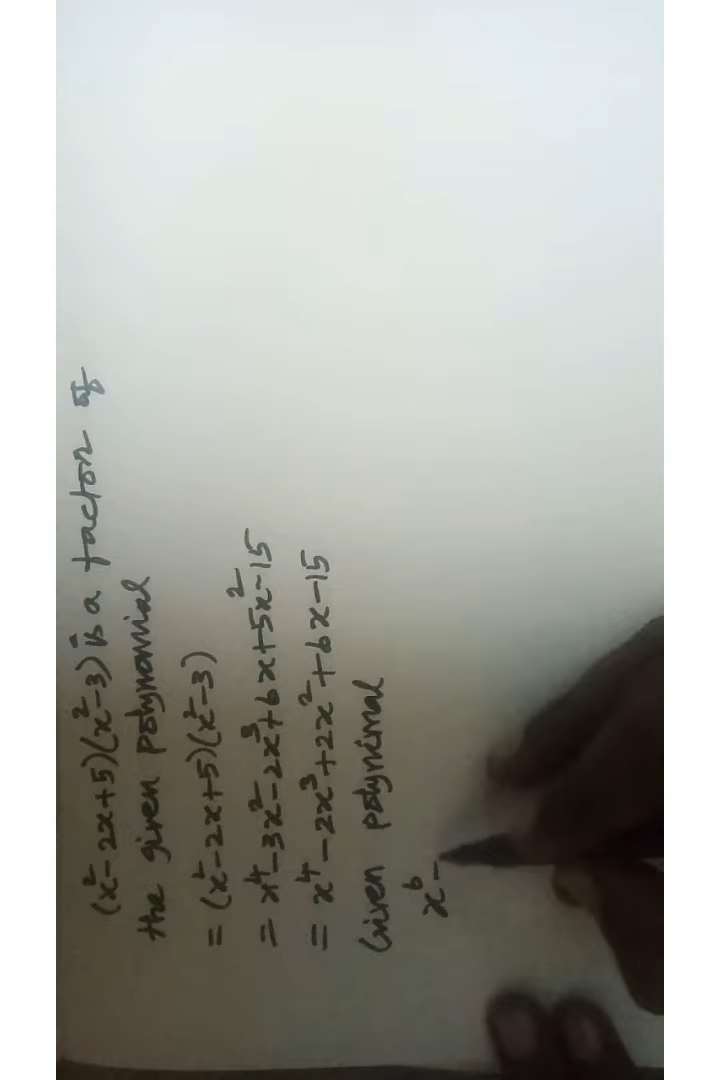 (x²-2x+5)(x²-3) is a factor of
the given polynomial
= (x²-2x+5)(x²-3)
= x⁴-3x²-2x³+6x+5x²-15
= x⁴-2x³+2x²+6x-15
Given polynimal
x⁶-